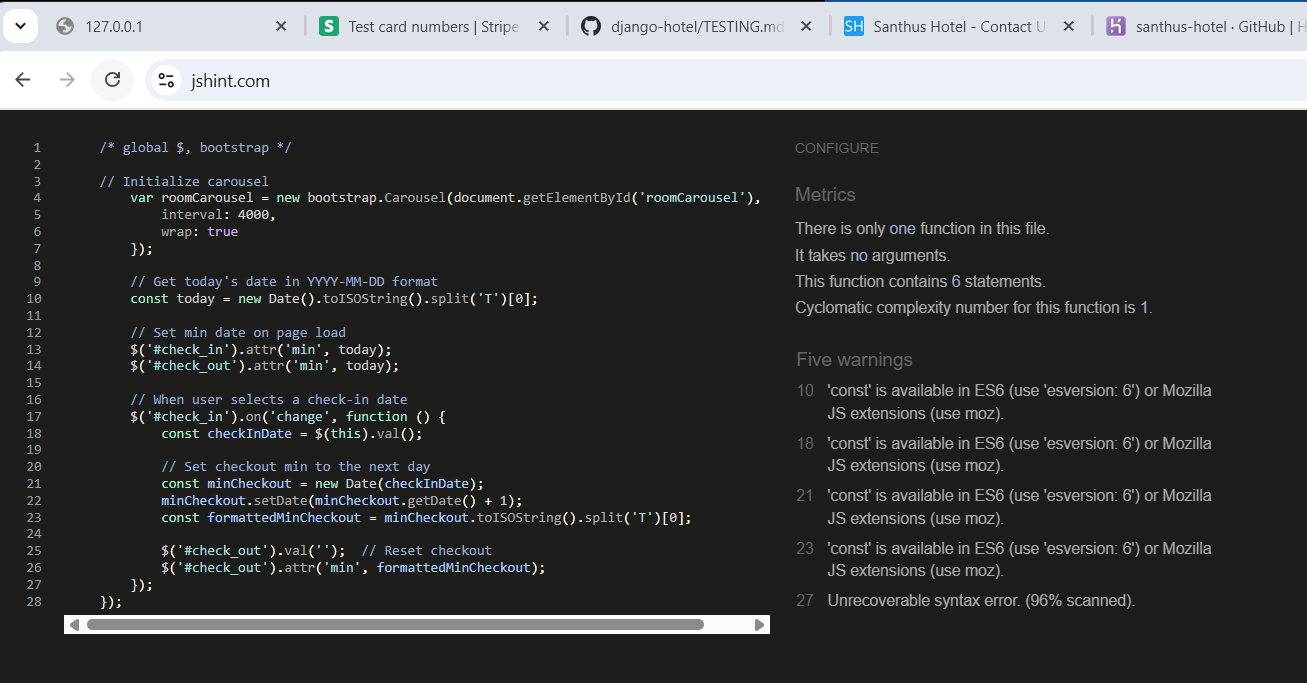 127.0.0.1
Test card numbers | Stripe
django-hotel/TESTING.md
SH Santhus Hotel - Contact U
santhus-hotel · GitHub | H
jshint.com
1 /* global $, bootstrap */
2
3 // Initialize carousel
4 var roomCarousel = new bootstrap.Carousel(document.getElementById('roomCarousel'),
5 interval: 4000,
6 wrap: true
7 });
8
9 // Get today's date in YYYY-MM-DD format
10 const today = new Date().toISOString().split('T')[0];
11
12 // Set min date on page load
13 $('#check_in').attr('min', today);
14 $('#check_out').attr('min', today);
15
16 // When user selects a check-in date
17 $('#check_in').on('change', function () {
18 const checkInDate = $(this).val();
19
20 // Set checkout min to the next day
21 const minCheckout = new Date(checkInDate);
22 minCheckout.setDate(minCheckout.getDate() + 1);
23 const formattedMinCheckout = minCheckout.toISOString().split('T')[0];
24
25 $('#check_out').val(''); // Reset checkout
26 $('#check_out').attr('min', formattedMinCheckout);
27 });
28 });
CONFIGURE
Metrics
There is only one function in this file.
It takes no arguments.
This function contains 6 statements.
Cyclomatic complexity number for this function is 1.
Five warnings
10 'const' is available in ES6 (use 'esversion: 6') or Mozilla
JS extensions (use moz).
18 'const' is available in ES6 (use 'esversion: 6') or Mozilla
JS extensions (use moz).
21 'const' is available in ES6 (use 'esversion: 6') or Mozilla
JS extensions (use moz).
23 'const' is available in ES6 (use 'esversion: 6') or Mozilla
JS extensions (use moz).
27 Unrecoverable syntax error. (96% scanned).